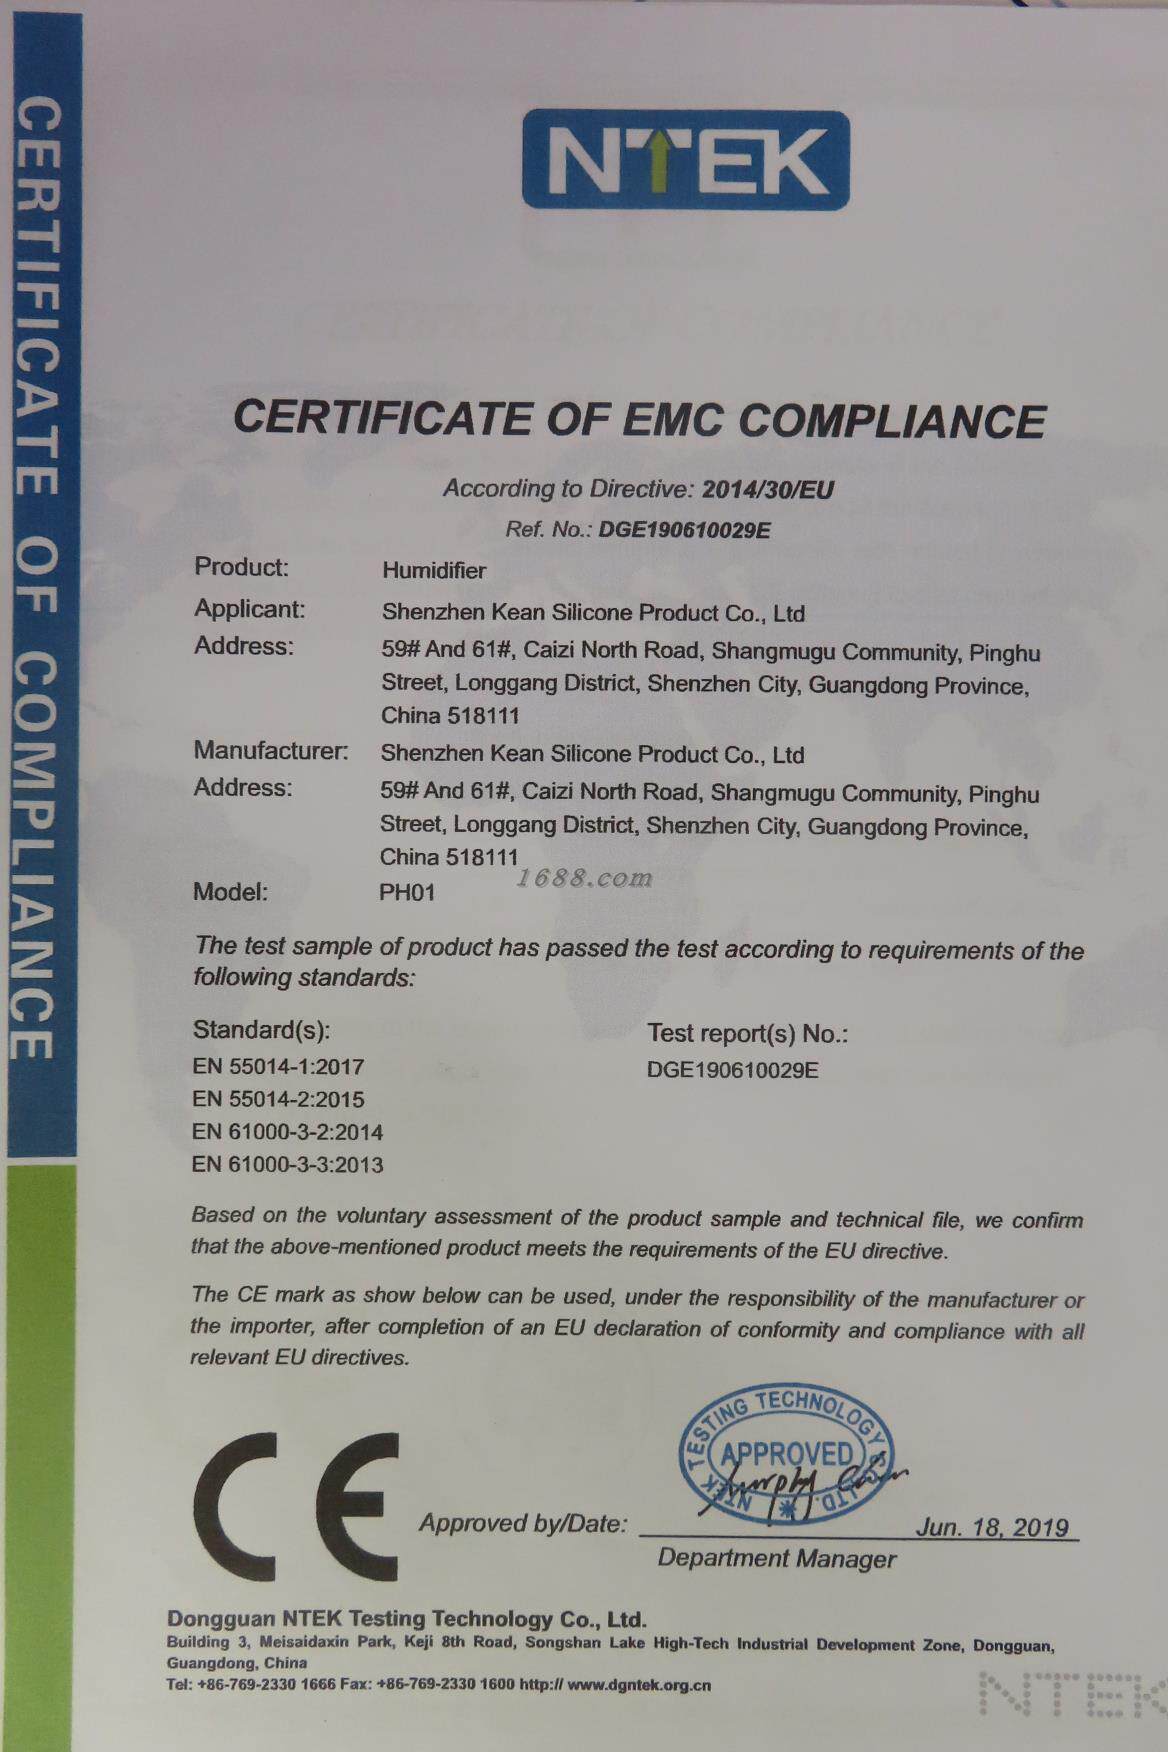 CERTIFICATE OF COMPLIANCE
NTEK
CERTIFICATE OF EMC COMPLIANCE
According to Directive: 2014/30/EU
Ref. No.: DGE190610029E
Product: Humidifier
Applicant: Shenzhen Kean Silicone Product Co., Ltd
Address: 59# And 61#, Caizi North Road, Shangmugu Community, Pinghu
Street, Longgang District, Shenzhen City, Guangdong Province,
China 518111
Manufacturer: Shenzhen Kean Silicone Product Co., Ltd
Address: 59# And 61#, Caizi North Road, Shangmugu Community, Pinghu
Street, Longgang District, Shenzhen City, Guangdong Province,
China 518111
1688.com
Model: PH01
The test sample of product has passed the test according to requirements of the
following standards:
Standard(s): Test report(s) No.:
EN 55014-1:2017 DGE190610029E
EN 55014-2:2015
EN 61000-3-2:2014
EN 61000-3-3:2013
Based on the voluntary assessment of the product sample and technical file, we confirm
that the above-mentioned product meets the requirements of the EU directive.
The CE mark as show below can be used, under the responsibility of the manufacturer or
the importer, after completion of an EU declaration of conformity and compliance with all
relevant EU directives.
CE
NTEK TESTING TECHNOLOGY CO., LTD.
APPROVED
Approved by/Date: Jun. 18, 2019
Department Manager
Dongguan NTEK Testing Technology Co., Ltd.
Building 3, Meisaidaxin Park, Keji 8th Road, Songshan Lake High-Tech Industrial Development Zone, Dongguan,
Guangdong, China
Tel: +86-769-2330 1666 Fax: +86-769-2330 1600 http:// www.dgntek.org.cn
NTEK